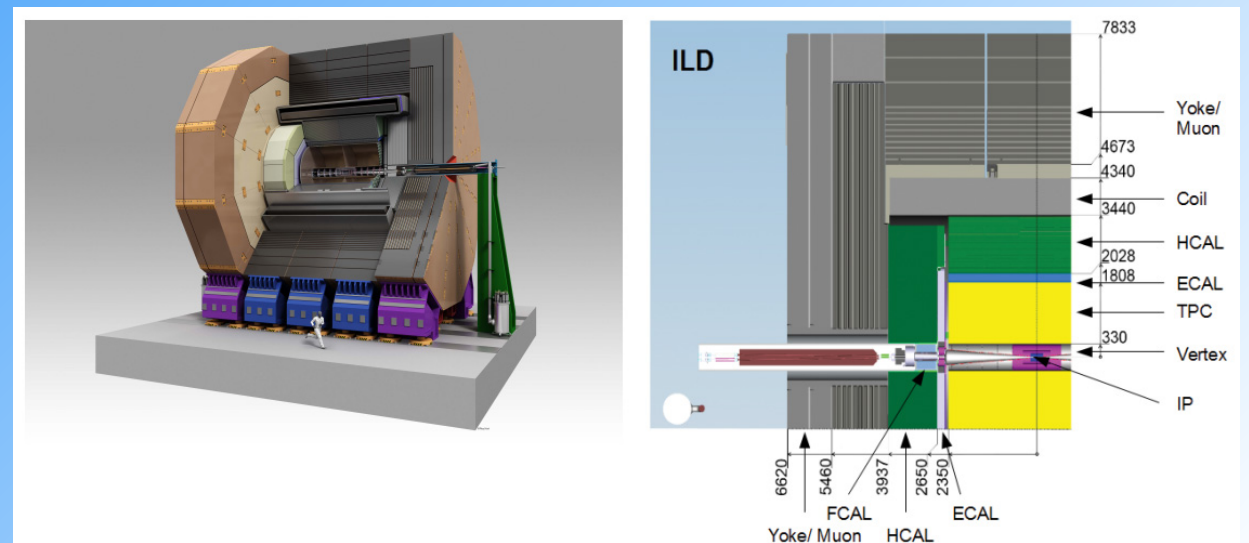 ILD
7833
Yoke/
Muon
4673
4340
Coil
3440
HCAL
2028
1808
ECAL
TPC
330
Vertex
IP
6620
5460
3937
2650
2350
FCAL
ECAL
Yoke/ Muon
HCAL